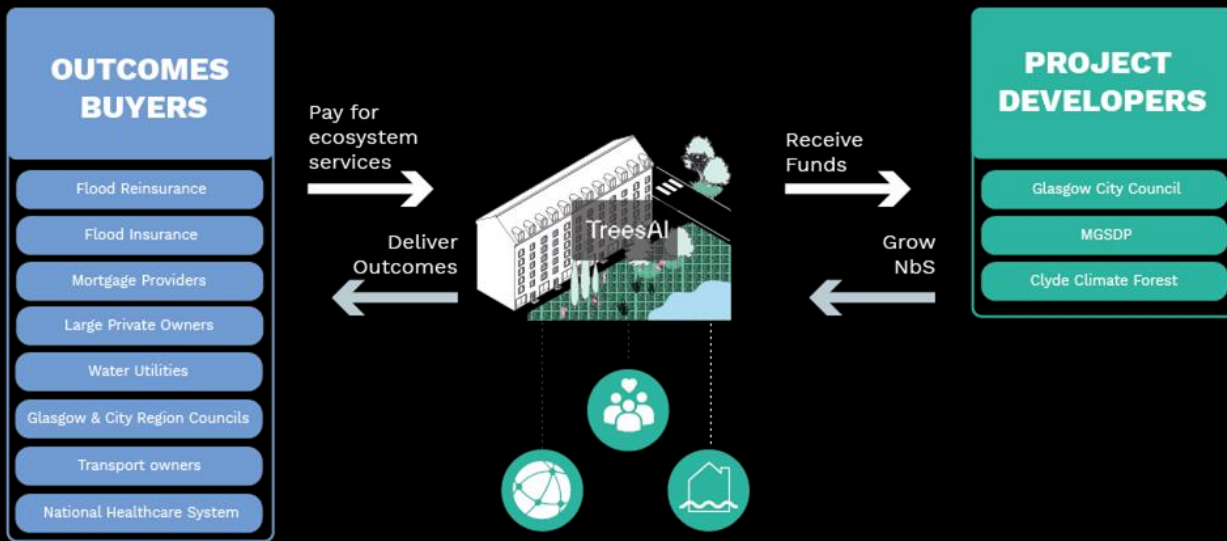 OUTCOMES
BUYERS
Flood Reinsurance
Flood Insurance
Mortgage Providers
Large Private Owners
Water Utilities
Glasgow & City Region Councils
Transport owners
National Healthcare System
Pay for
ecosystem
services
Deliver
Outcomes
TreesAI
Receive
Funds
Grow
NbS
PROJECT
DEVELOPERS
Glasgow City Council
MGSDP
Clyde Climate Forest